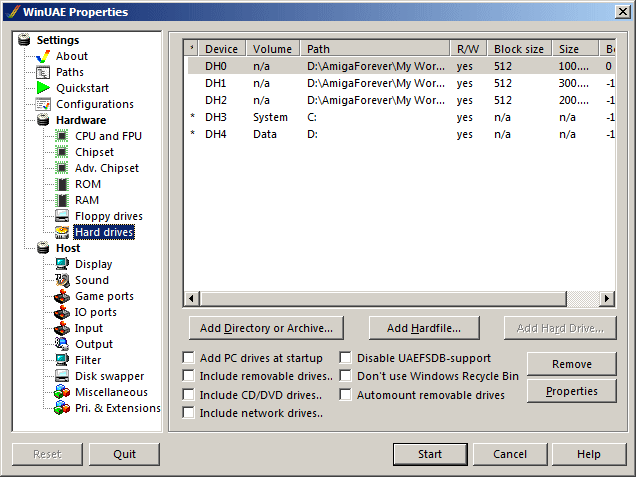 WinUAE Properties
Settings
About
Paths
Quickstart
Configurations
Hardware
CPU and FPU
Chipset
Adv. Chipset
ROM
RAM
Floppy drives
Hard drives
Host
Display
Sound
Game ports
IO ports
Input
Output
Filter
Disk swapper
Miscellaneous
Pri. & Extensions
* Device Volume Path R/W Block size Size Bo
DH0 n/a D:\AmigaForever\My Wor... yes 512 100.... 0
DH1 n/a D:\AmigaForever\My Wor... yes 512 300.... -1
DH2 n/a D:\AmigaForever\My Wor... yes 512 200.... -1
* DH3 System C: yes n/a n/a -1
* DH4 Data D: yes n/a n/a -1
Add Directory or Archive... Add Hardfile... Add Hard Drive...
Add PC drives at startup Disable UAEFSDB-support Remove
Include removable drives.. Don't use Windows Recycle Bin
Include CD/DVD drives.. Automount removable drives Properties
Include network drives..
Reset Quit Start Cancel Help